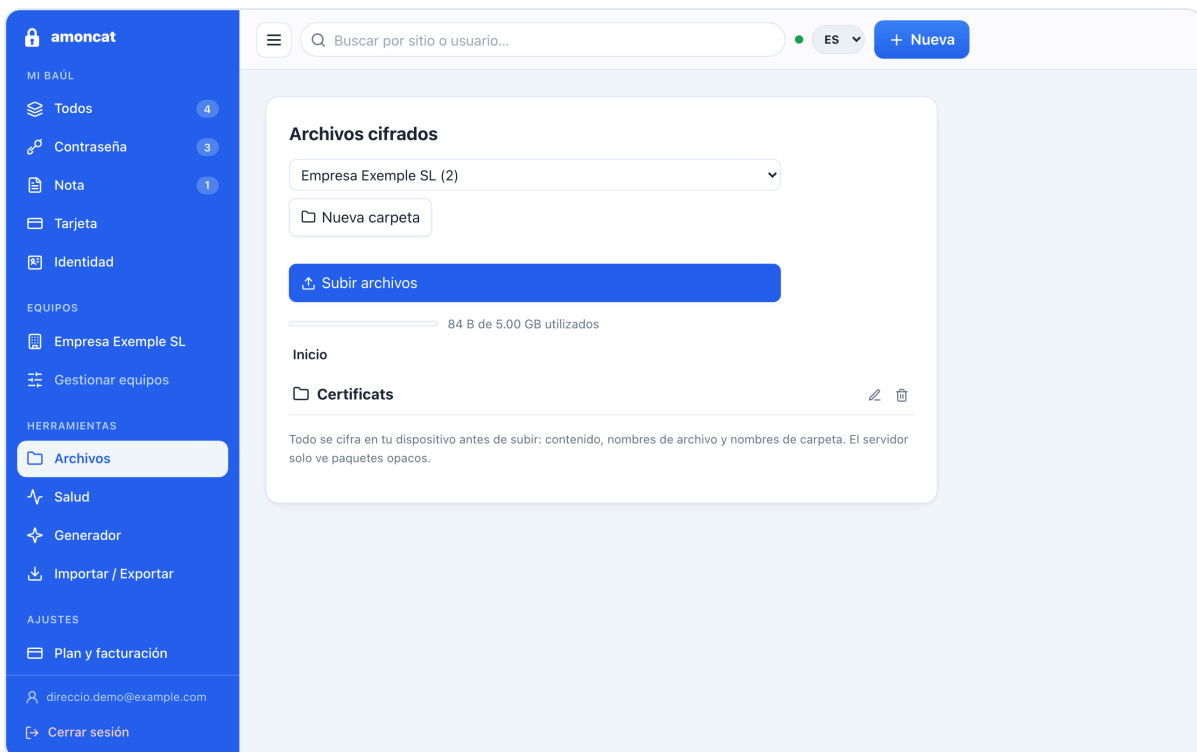 amoncat
Buscar por sitio o usuario...
ES
+ Nueva
MI BAÚL
Todos 4
Contraseña 3
Nota 1
Tarjeta
Identidad
EQUIPOS
Empresa Exemple SL
Gestionar equipos
HERRAMIENTAS
Archivos
Salud
Generador
Importar / Exportar
AJUSTES
Plan y facturación
direccio.demo@example.com
Cerrar sesión
Archivos cifrados
Empresa Exemple SL (2)
Nueva carpeta
Subir archivos
84 B de 5.00 GB utilizados
Inicio
Certificats
Todo se cifra en tu dispositivo antes de subir: contenido, nombres de archivo y nombres de carpeta. El servidor
solo ve paquetes opacos.